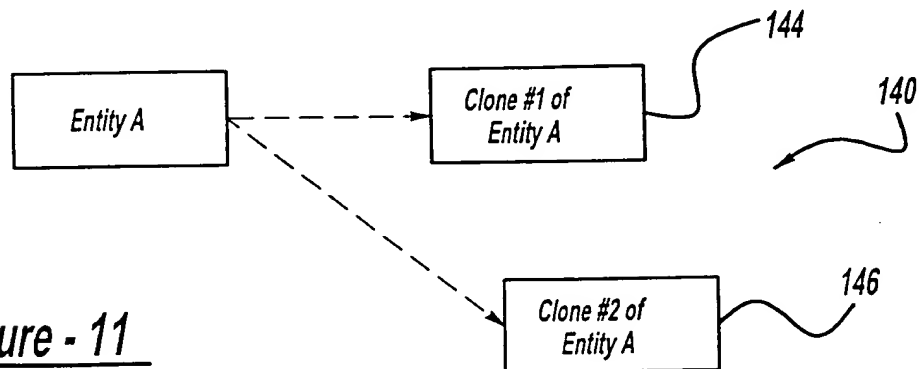 144
Entity A
Clone #1 of
Entity A
140
Clone #2 of
Entity A
146
ure - 11